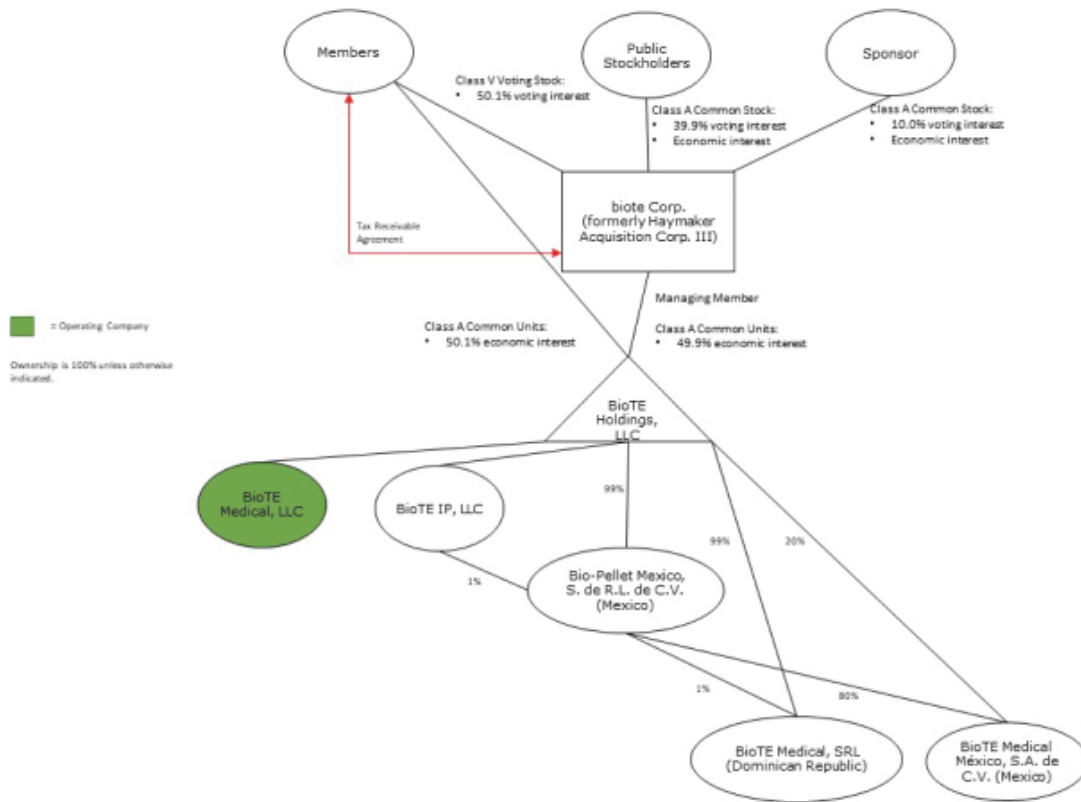 Members
Public
Stockholders
Sponsor
Class V Voting Stock:
• 50.1% voting interest
Class A Common Stock:
• 39.9% voting interest
• Economic interest
Class A Common Stock:
• 10.0% voting interest
• Economic interest
biote Corp.
(formerly Haymaker
Acquisition Corp. III)
Tax Receivable
Agreement
Managing Member
= Operating Company
Ownership is 100% unless otherwise
indicated.
Class A Common Units:
• 50.1% economic interest
Class A Common Units:
• 49.9% economic interest
BioTE
Holdings,
LLC
BioTE
Medical, LLC
BioTE IP, LLC
99%
99%
20%
1%
Bio-Pellet Mexico,
S. de R.L. de C.V.
(Mexico)
1%
80%
BioTE Medical, SRL
(Dominican Republic)
BioTE Medical
México, S.A. de
C.V. (Mexico)